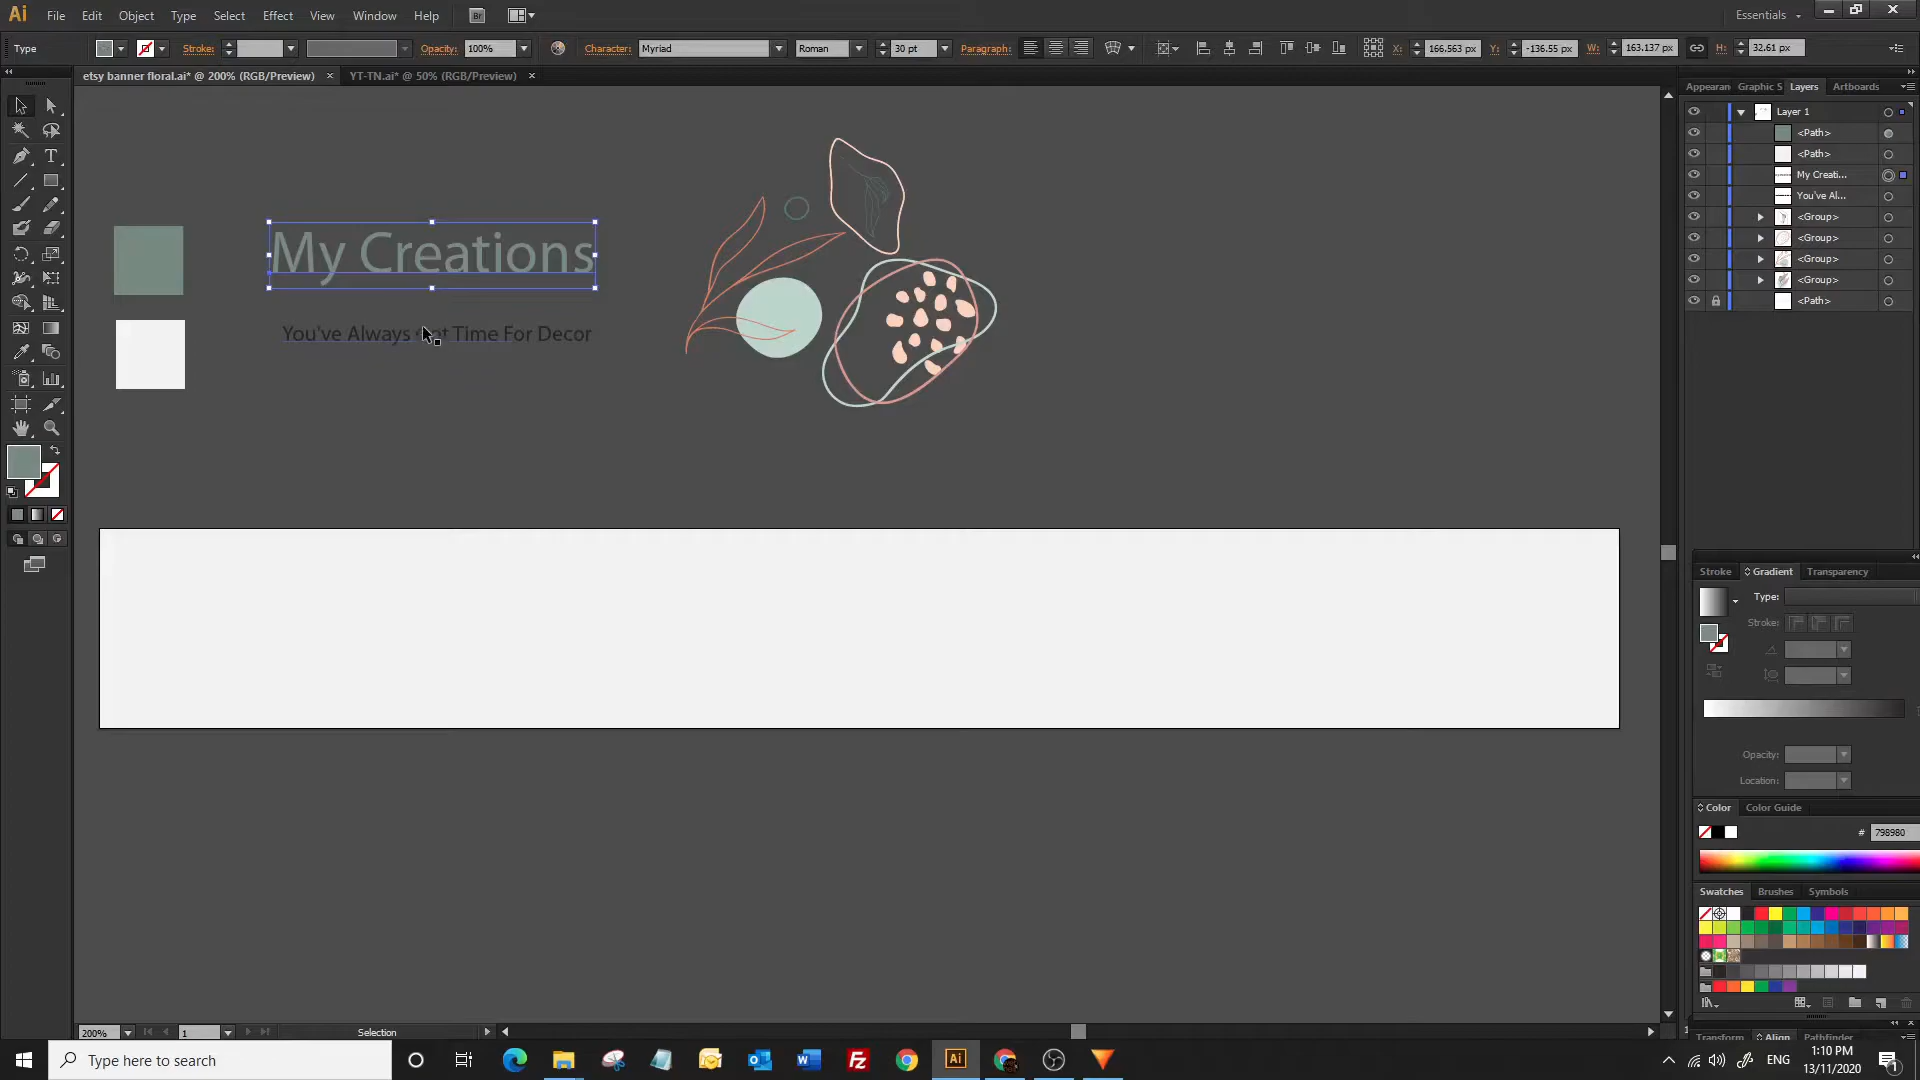 Ai File Edit Object Type Select Effect View Window Help Br Essentials
Type Stroke: Opacity: 100% Character: Myriad Roman 30 pt Paragraph: X: 166.563 px Y: -136.55 px W: 163.137 px H: 32.61 px
etsy banner floral.ai* @ 200% (RGB/Preview) × YT-TN.ai* @ 50% (RGB/Preview) ×
Appearan Graphic S Layers Artboards
Layer 1
<Path>
<Path>
My Creati...
You've Al...
<Group>
<Group>
<Group>
<Group>
<Path>
My Creations
You've Always Got Time For Decor
Stroke Gradient Transparency
Type:
Stroke:
Opacity:
Location:
Color Color Guide
# 798980
Swatches Brushes Symbols
200% 1 Selection
Transform Align Pathfinder
Type here to search
Ai
ENG
1:10 PM
13/11/2020
1